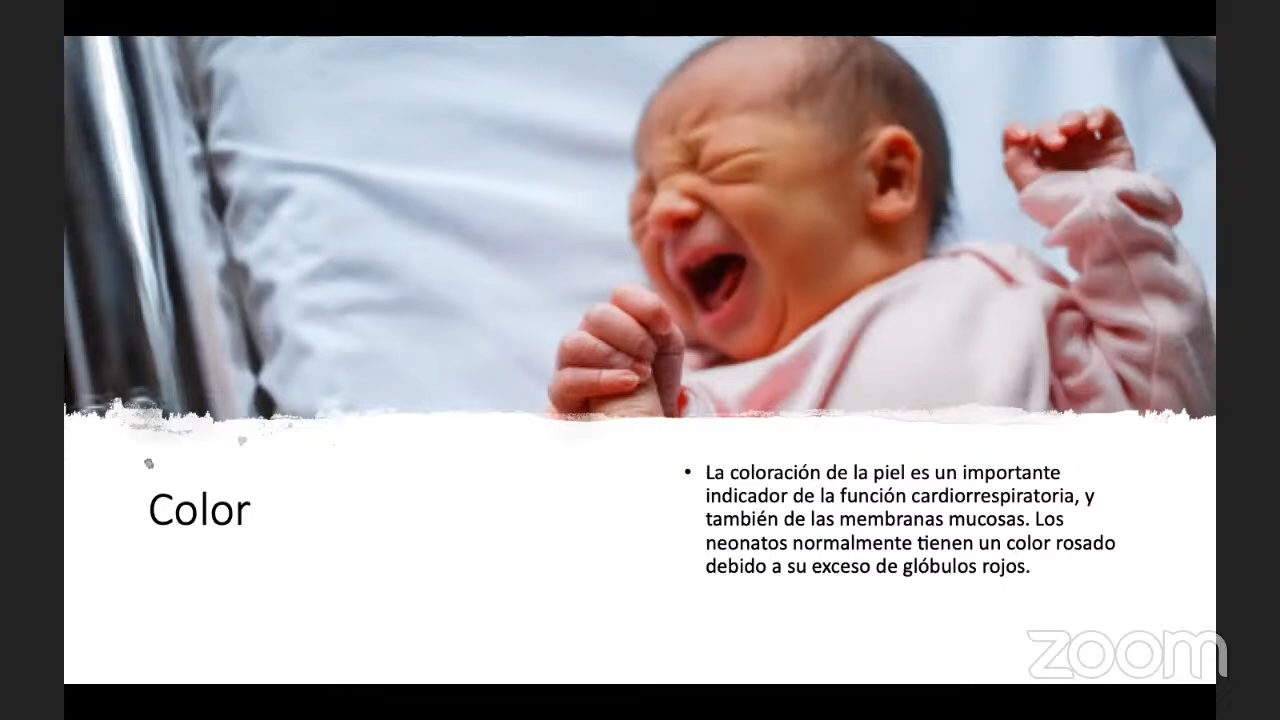 Color
• La coloración de la piel es un importante
indicador de la función cardiorrespiratoria, y
también de las membranas mucosas. Los
neonatos normalmente tienen un color rosado
debido a su exceso de glóbulos rojos.
zoom